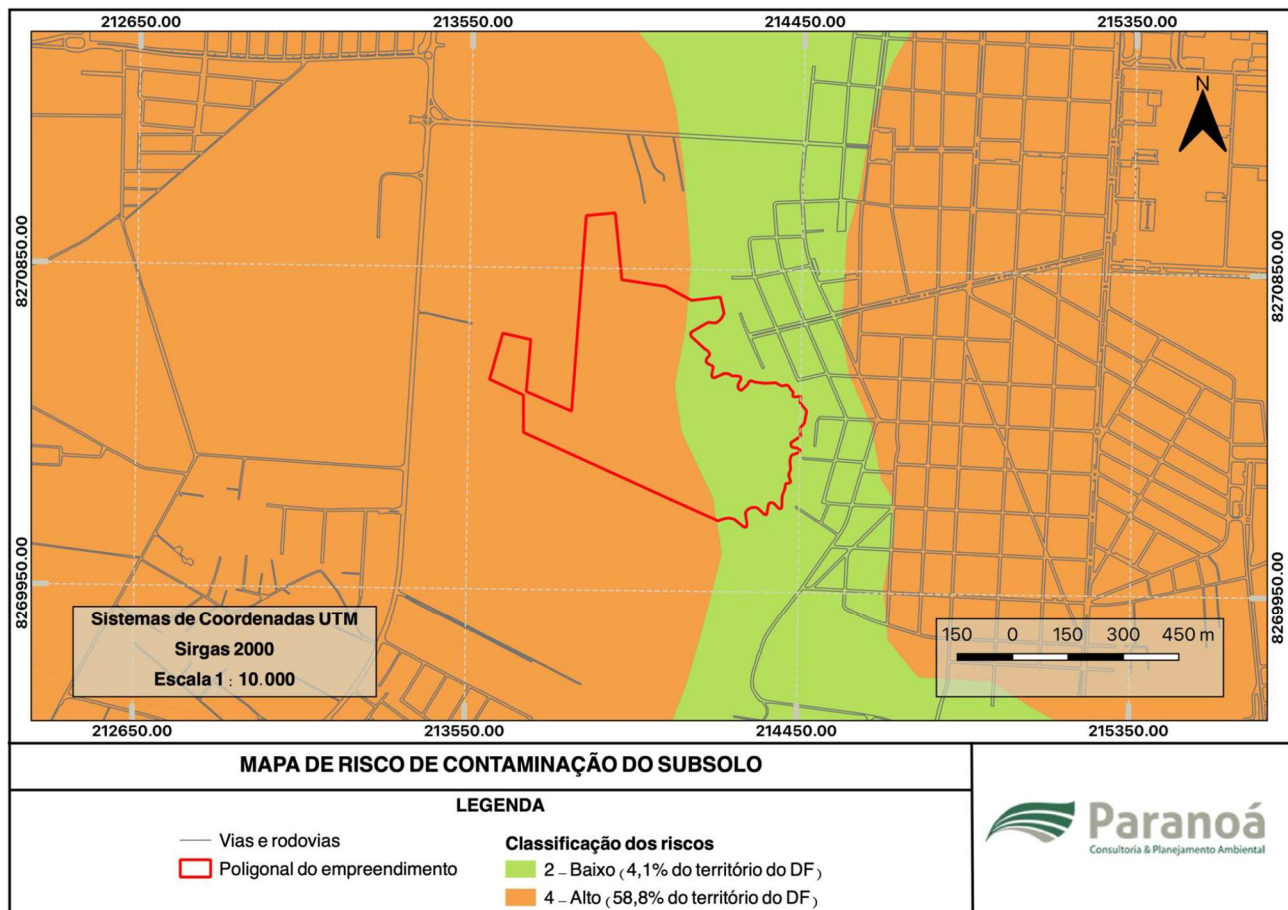 212650.00 213550.00 214450.00 215350.00
N
8270850.00 8270850.00
8269950.00 8269950.00
Sistemas de Coordenadas UTM
Sirgas 2000
Escala 1 : 10.000
150 0 150 300 450 m
212650.00 213550.00 214450.00 215350.00
MAPA DE RISCO DE CONTAMINAÇÃO DO SUBSOLO
LEGENDA
Vias e rodovias
Poligonal do empreendimento
Classificação dos riscos
2 – Baixo (4,1% do território do DF)
4 – Alto (58,8% do território do DF)
Paranoá
Consultoria & Planejamento Ambiental